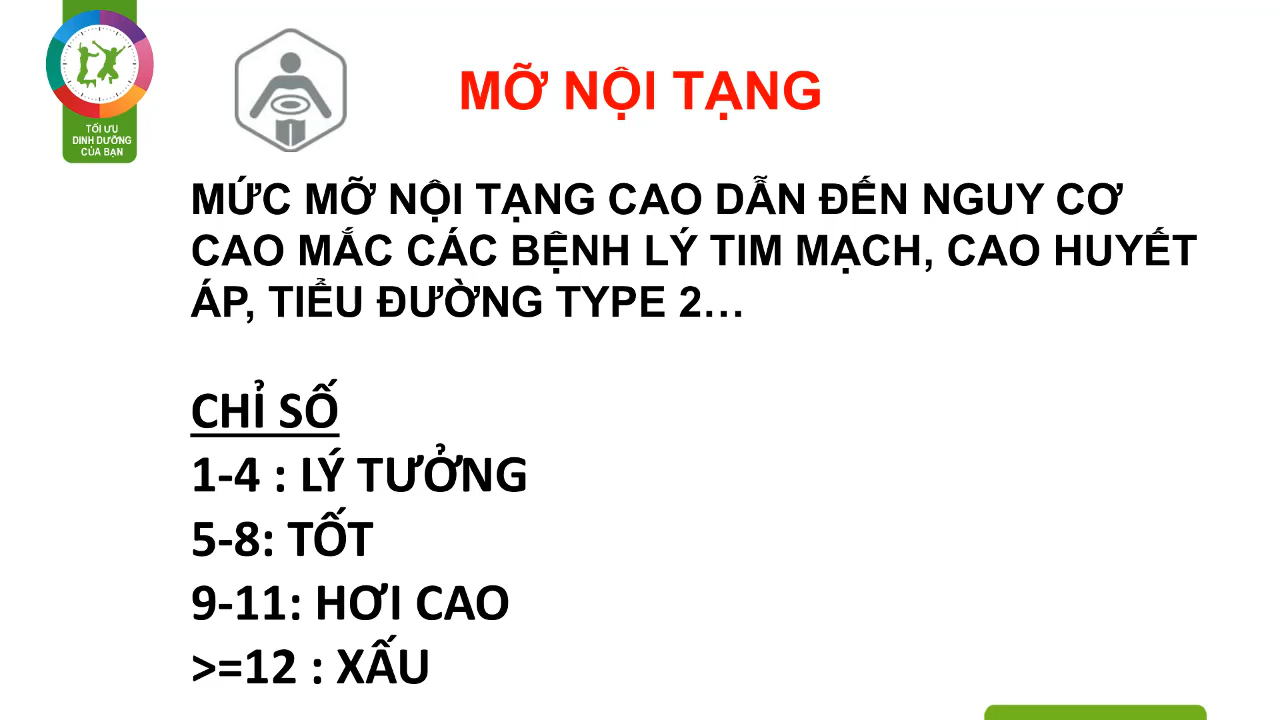 TỐI ƯU
DINH DƯỠNG
CỦA BẠN
MỠ NỘI TẠNG
MỨC MỠ NỘI TẠNG CAO DẪN ĐẾN NGUY CƠ
CAO MẮC CÁC BỆNH LÝ TIM MẠCH, CAO HUYẾT
ÁP, TIỂU ĐƯỜNG TYPE 2…
CHỈ SỐ
1-4 : LÝ TƯỞNG
5-8: TỐT
9-11: HƠI CAO
>=12 : XẤU